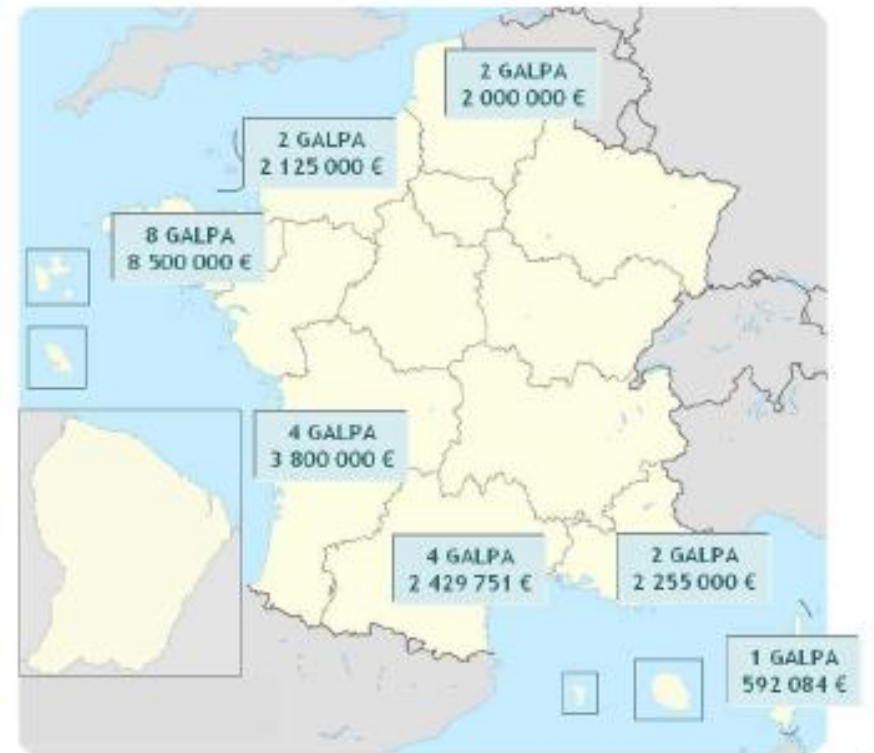 2 GALPA
2 000 000 €
2 GALPA
2 125 000 €
8 GALPA
8 500 000 €
4 GALPA
3 800 000 €
4 GALPA
2 429 751 €
2 GALPA
2 255 000 €
1 GALPA
592 084 €